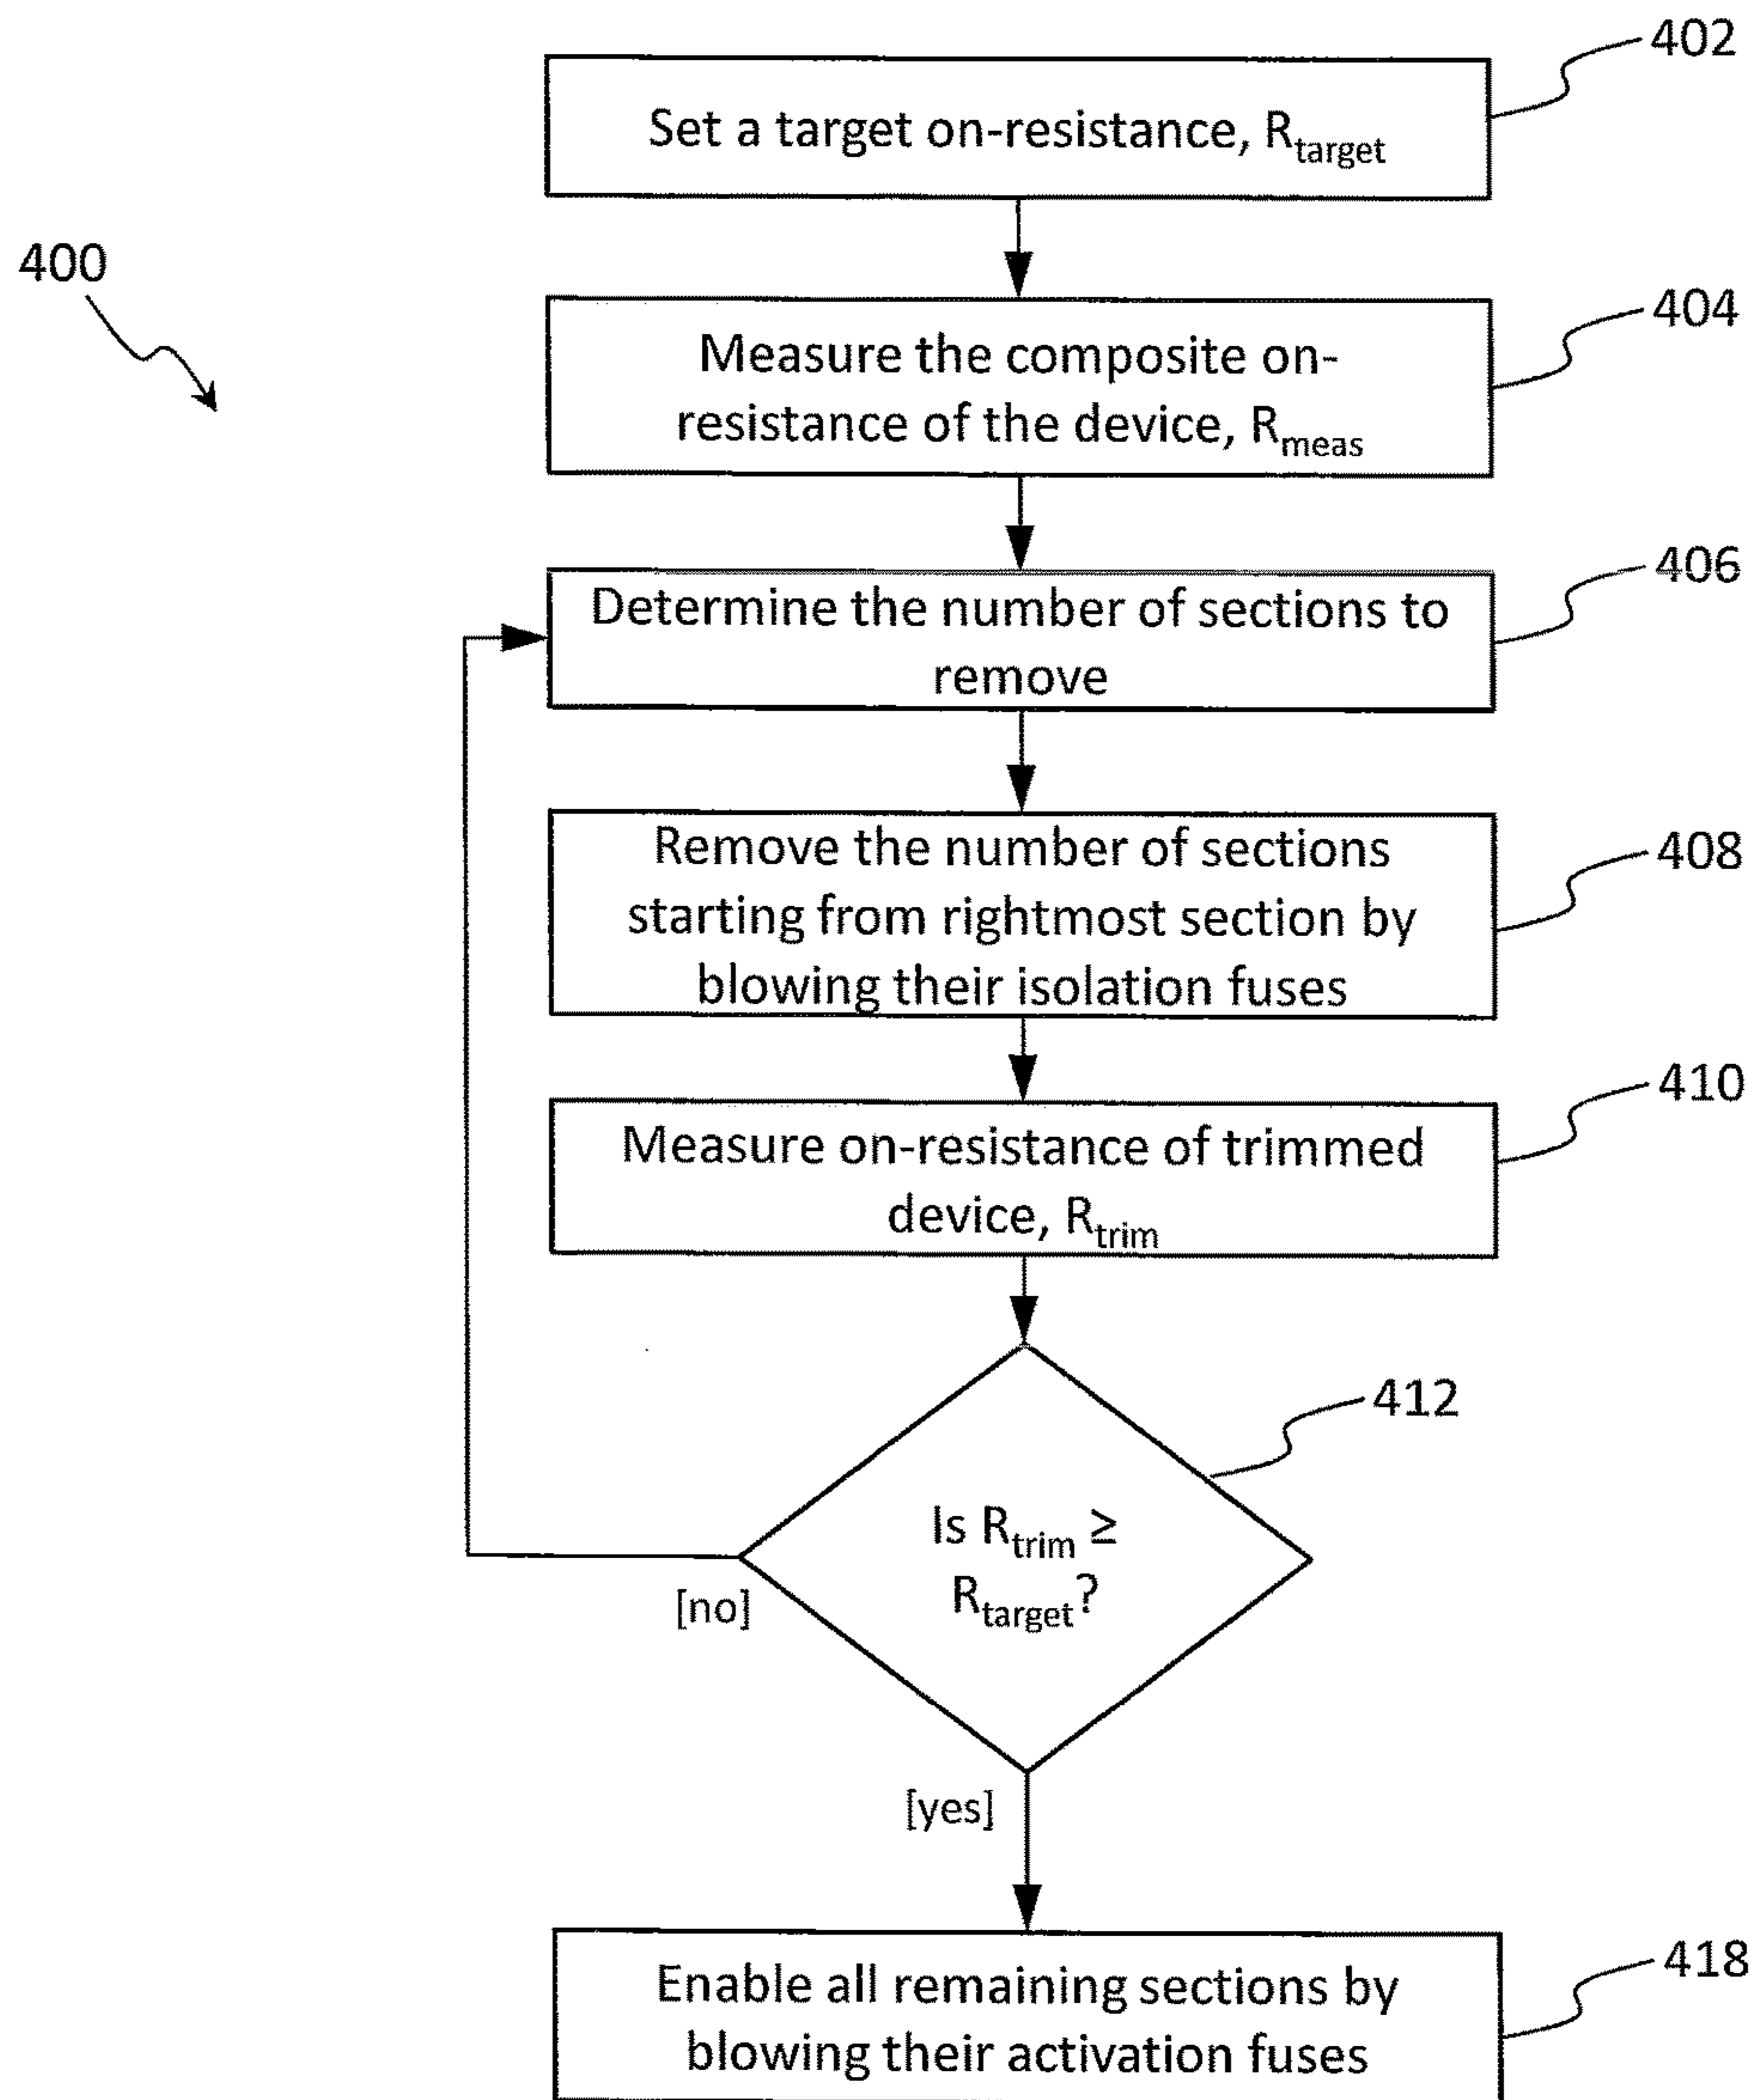 402
Set a target on-resistance, Rtarget
400
404
Measure the composite on-
resistance of the device, Rmeas
406
Determine the number of sections to
remove
408
Remove the number of sections
starting from rightmost section by
blowing their isolation fuses
410
Measure on-resistance of trimmed
device, Rtrim
412
Is Rtrim ≥
Rtarget?
[no]
[yes]
418
Enable all remaining sections by
blowing their activation fuses